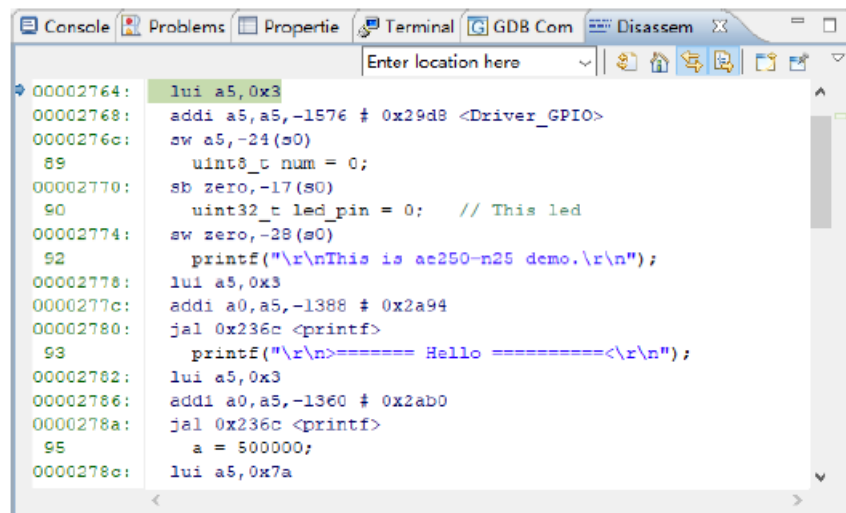 Console Problems Propertie Terminal GDB Com Disassem
Enter location here
00002764: lui a5,0x3
00002768: addi a5,a5,-1576 # 0x29d8 <Driver_GPIO>
0000276c: sw a5,-24(s0)
89 uint8_t num = 0;
00002770: sb zero,-17(s0)
90 uint32_t led_pin = 0; // This led
00002774: sw zero,-28(s0)
92 printf("\r\nThis is ae250-n25 demo.\r\n");
00002778: lui a5,0x3
0000277c: addi a0,a5,-1388 # 0x2a94
00002780: jal 0x236c <printf>
93 printf("\r\n>======= Hello ==========<\r\n");
00002782: lui a5,0x3
00002786: addi a0,a5,-1360 # 0x2ab0
0000278a: jal 0x236c <printf>
95 a = 500000;
0000278c: lui a5,0x7a